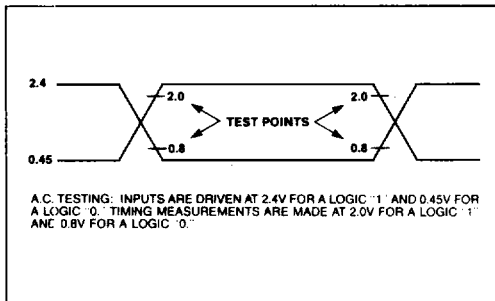 2.4
2.0 2.0
TEST POINTS
0.8 0.8
0.45
A.C. TESTING: INPUTS ARE DRIVEN AT 2.4V FOR A LOGIC "1" AND 0.45V FOR
A LOGIC "0." TIMING MEASUREMENTS ARE MADE AT 2.0V FOR A LOGIC "1"
AND 0.8V FOR A LOGIC "0."